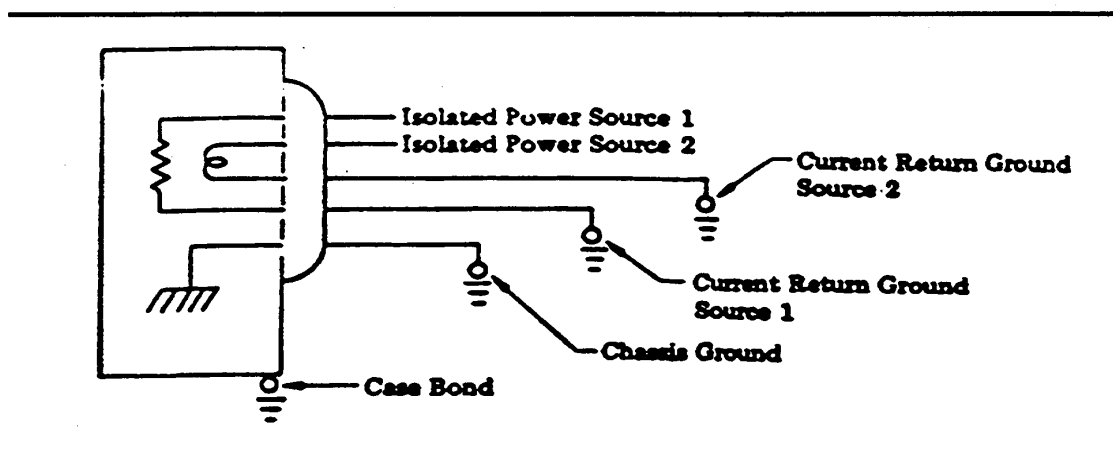 Isolated Power Source 1
Isolated Power Source 2
Current Return Ground
Source 2
Current Return Ground
Source 1
Chassis Ground
Case Bond